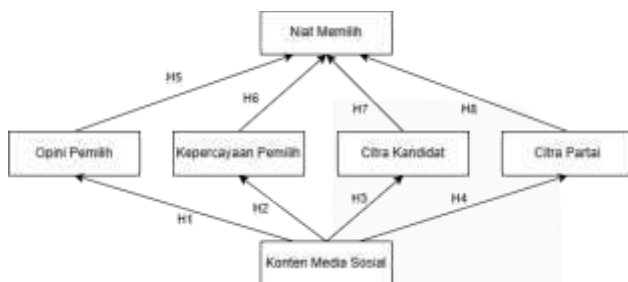 Niat Memilih
H5
H6
H7
H8
Opini Pemilih
Kepercayaan Pemilih
Citra Kandidat
Citra Partai
H1
H2
H3
H4
Konten Media Sosial